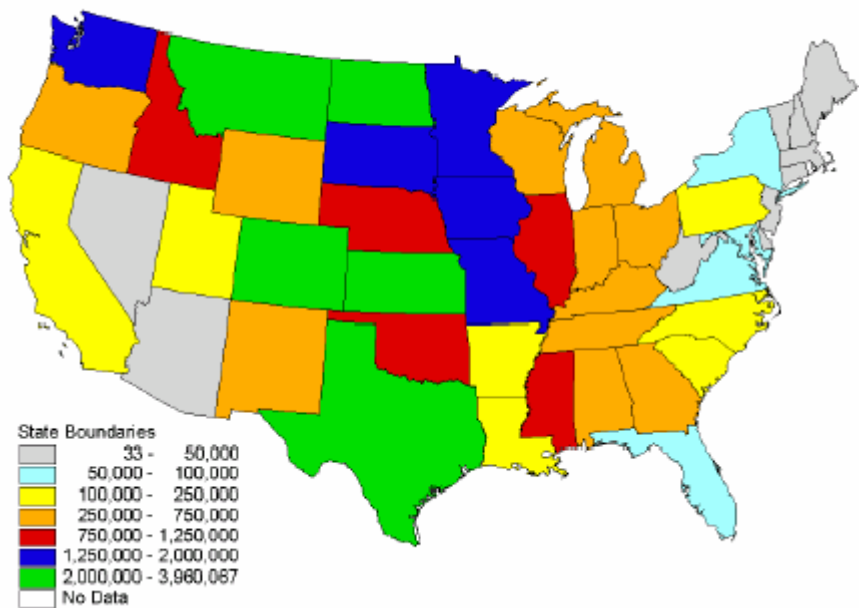 State Boundaries
33 - 50,000
50,000 - 100,000
100,000 - 250,000
250,000 - 750,000
750,000 - 1,250,000
1,250,000 - 2,000,000
2,000,000 - 3,960,067
No Data